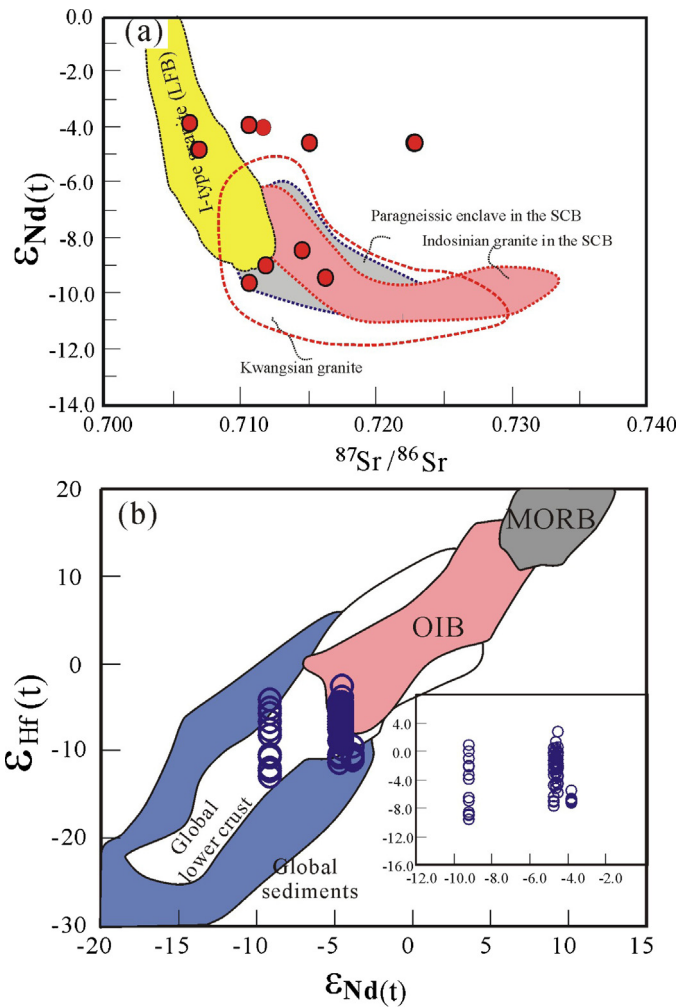 (a)
0.0
-2.0
-4.0
-6.0
-8.0
-10.0
-12.0
-14.0
εNd(t)
I-type granite (LFB)
Paragneissic enclave in the SCB
Indosinian granite in the SCB
Kwangsian granite
0.700 0.710 0.720 0.730 0.740
87Sr/86Sr
(b)
20
10
0
-10
-20
-30
εHf(t)
MORB
OIB
Global
lower crust
Global
sediments
4.0
0.0
-4.0
-8.0
-12.0
-16.0
-12.0 -10.0 -8.0 -6.0 -4.0 -2.0
-20 -15 -10 -5 0 5 10 15
εNd(t)